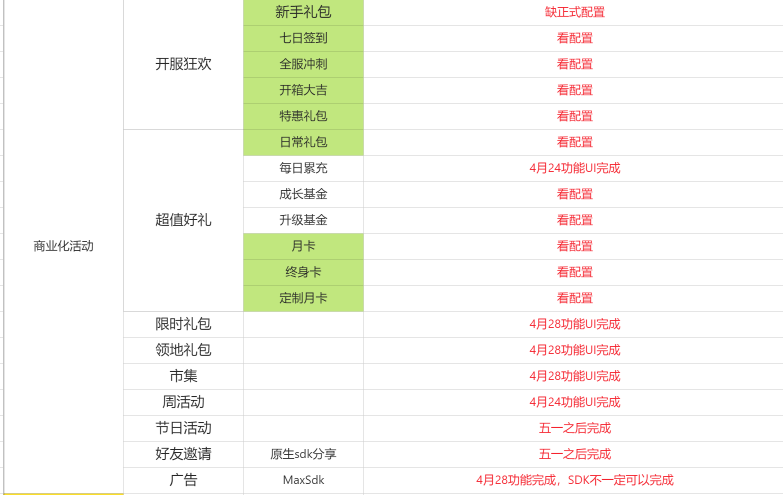 新手礼包 缺正式配置
七日签到 看配置
开服狂欢 全服冲刺 看配置
开箱大吉 看配置
特惠礼包 看配置
日常礼包 看配置
每日累充 4月24功能UI完成
成长基金 看配置
超值好礼 升级基金 看配置
商业化活动 月卡 看配置
终身卡 看配置
定制月卡 看配置
限时礼包 4月28功能UI完成
领地礼包 4月28功能UI完成
市集 4月28功能UI完成
周活动 4月24功能UI完成
节日活动 五一之后完成
好友邀请 原生sdk分享 五一之后完成
广告 MaxSdk 4月28功能完成，SDK不一定可以完成